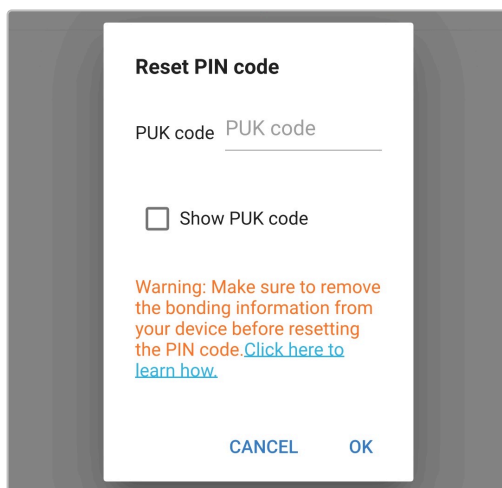 Reset PIN code
PUK code PUK code
Show PUK code
Warning: Make sure to remove
the bonding information from
your device before resetting
the PIN code.Click here to
learn how.
CANCEL OK